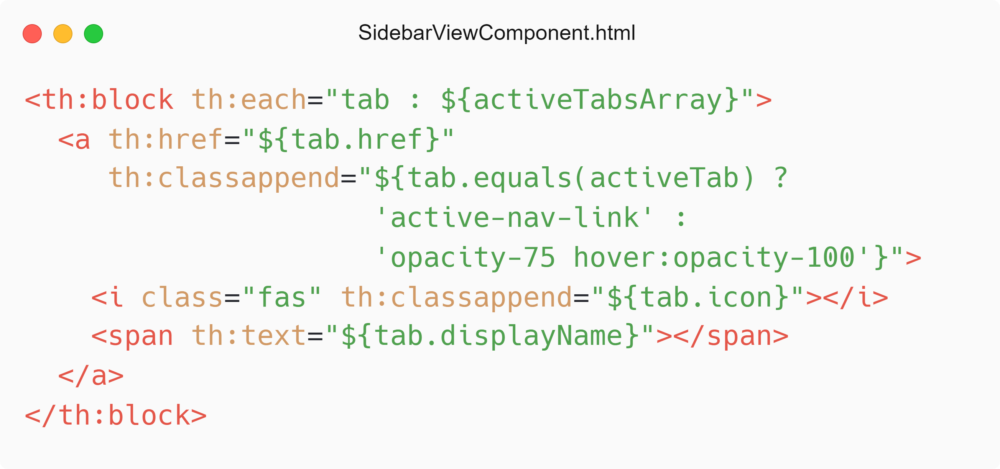 SidebarViewComponent.html
<th:block th:each="tab : ${activeTabsArray}">
  <a th:href="${tab.href}"
     th:classappend="${tab.equals(activeTab) ?
                     'active-nav-link' :
                     'opacity-75 hover:opacity-100'}">
    <i class="fas" th:classappend="${tab.icon}"></i>
    <span th:text="${tab.displayName}"></span>
  </a>
</th:block>